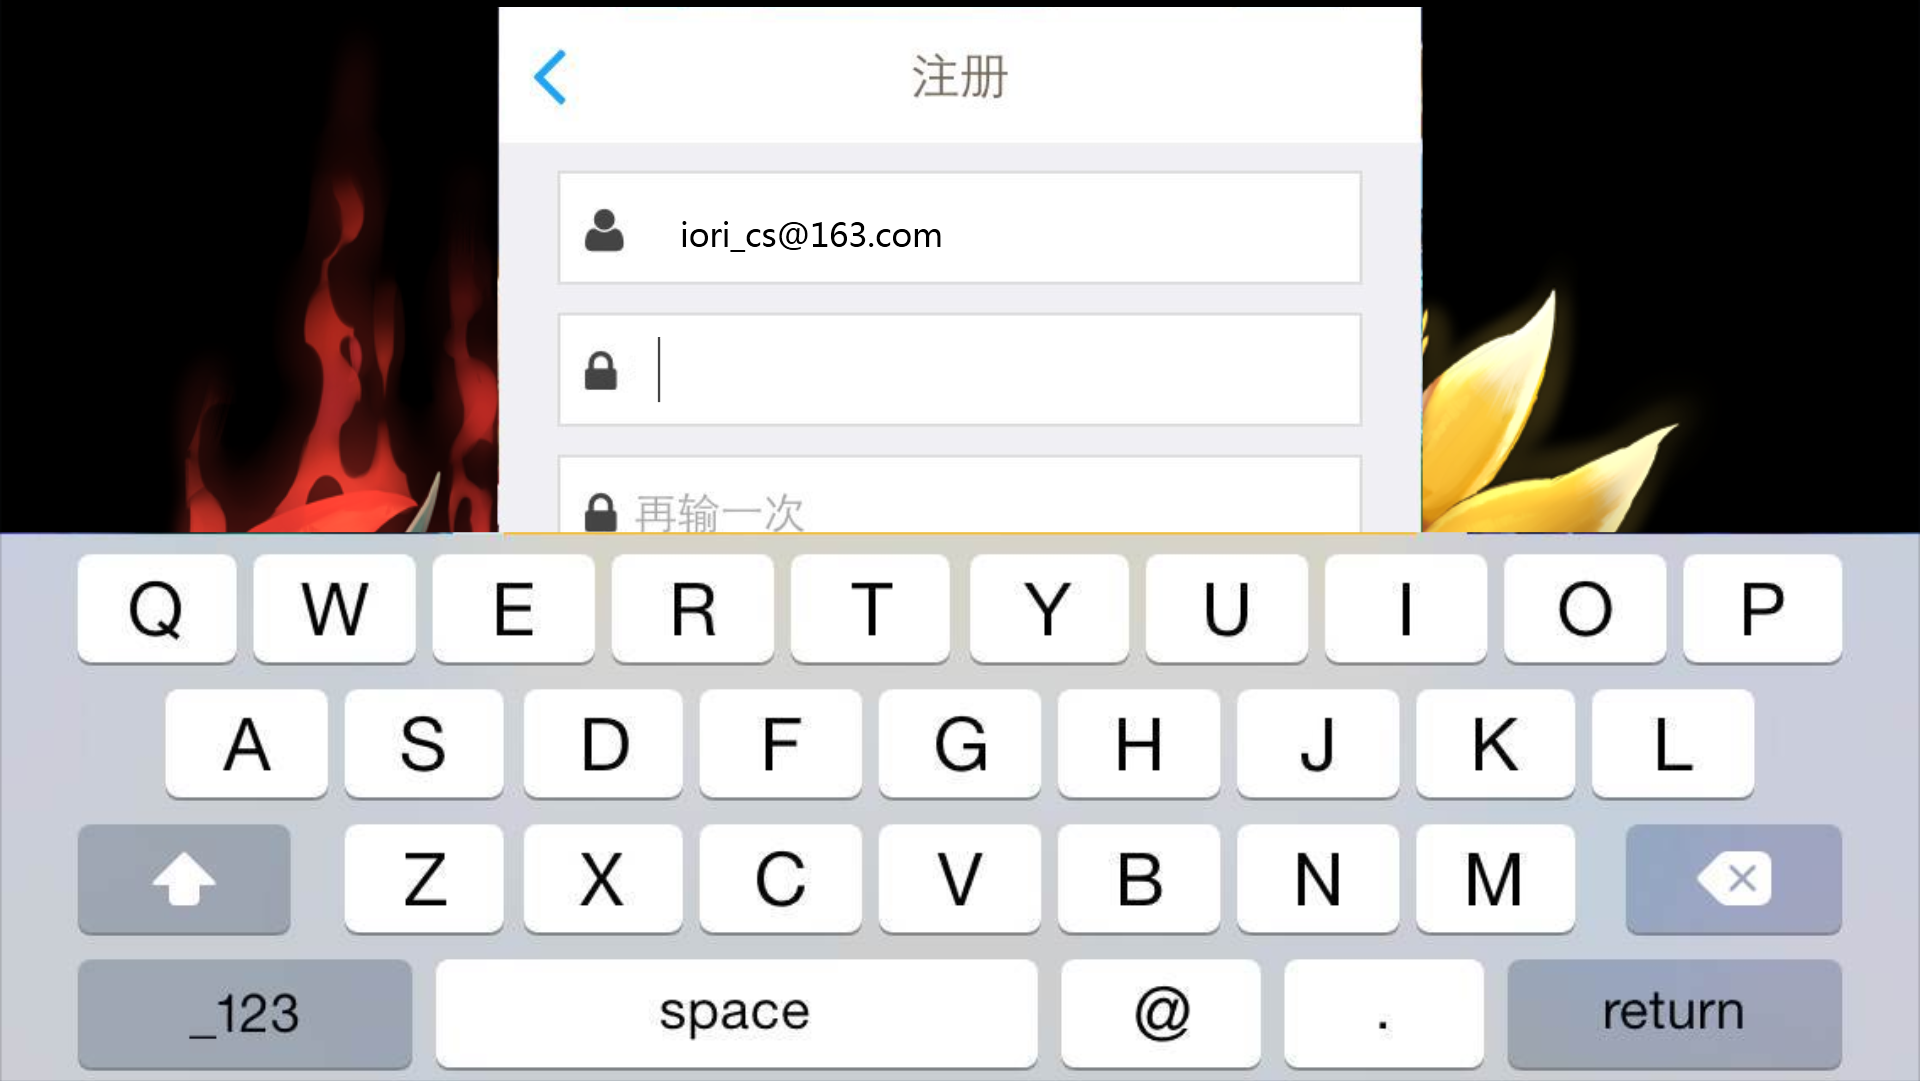 注册
iori_cs@163.com
再输一次
Q W E R T Y U I O P
A S D F G H J K L
Z X C V B N M
_123 space @ . return